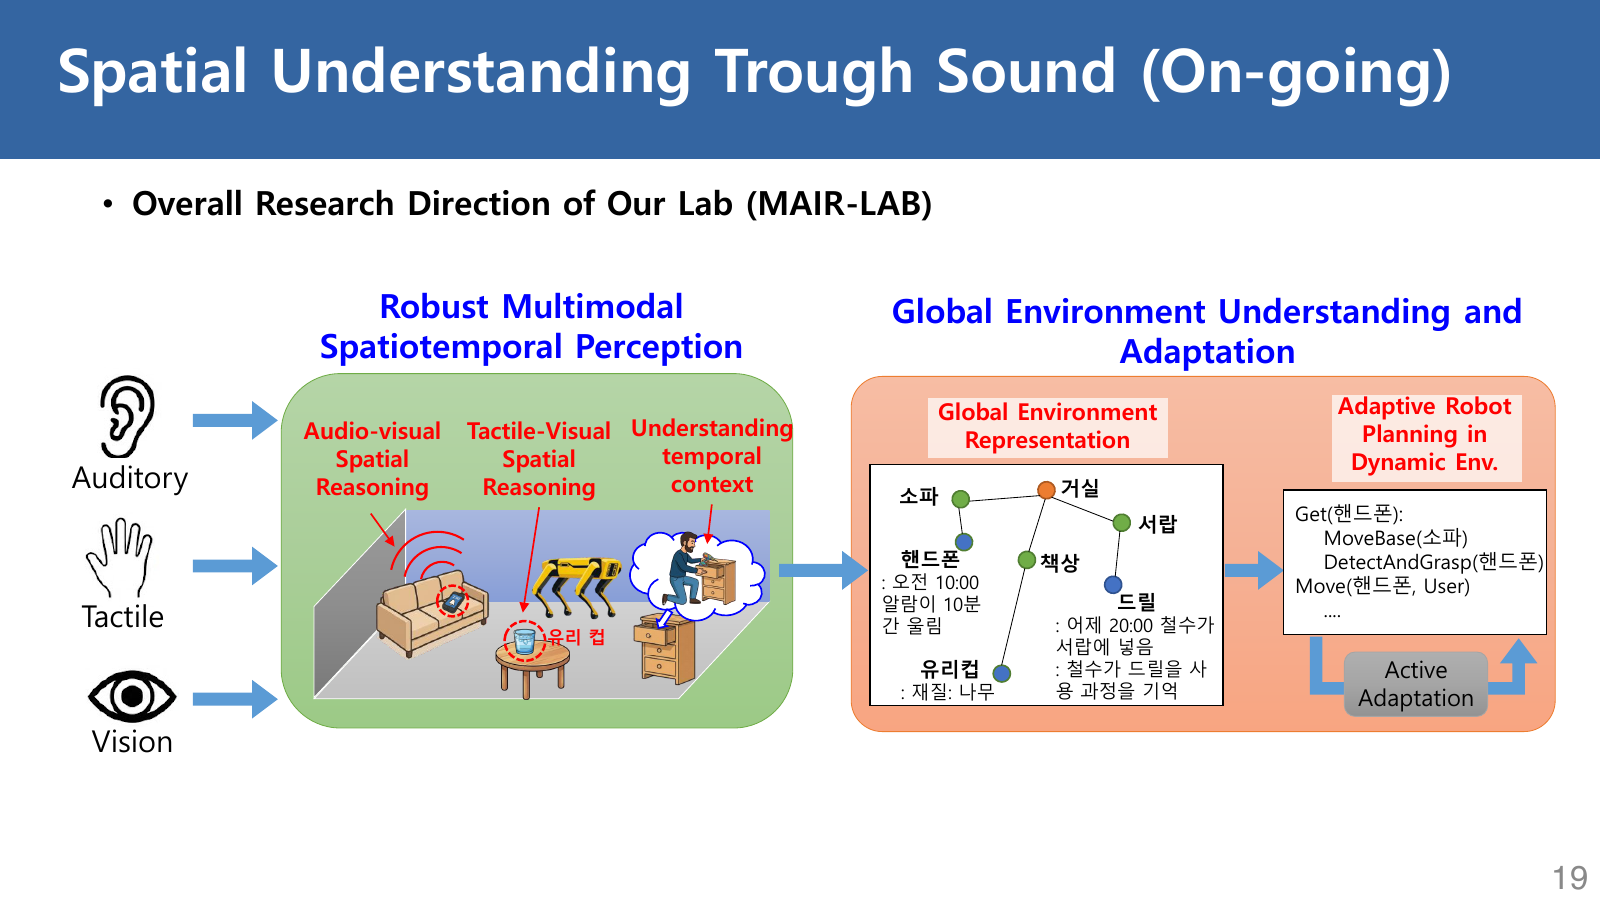 Spatial Understanding Trough Sound (On-going)
• Overall Research Direction of Our Lab (MAIR-LAB)
Robust Multimodal
Spatiotemporal Perception
Auditory
Tactile
Vision
Audio-visual
Spatial
Reasoning
Tactile-Visual
Spatial
Reasoning
Understanding
temporal
context
유리 컵
Global Environment Understanding and
Adaptation
Global Environment
Representation
소파
거실
서랍
핸드폰
: 오전 10:00
알람이 10분
간 울림
책상
드릴
: 어제 20:00 철수가
서랍에 넣음
: 철수가 드릴을 사
용 과정을 기억
유리컵
: 재질: 나무
Adaptive Robot
Planning in
Dynamic Env.
Get(핸드폰):
MoveBase(소파)
DetectAndGrasp(핸드폰)
Move(핸드폰, User)
....
Active
Adaptation
19